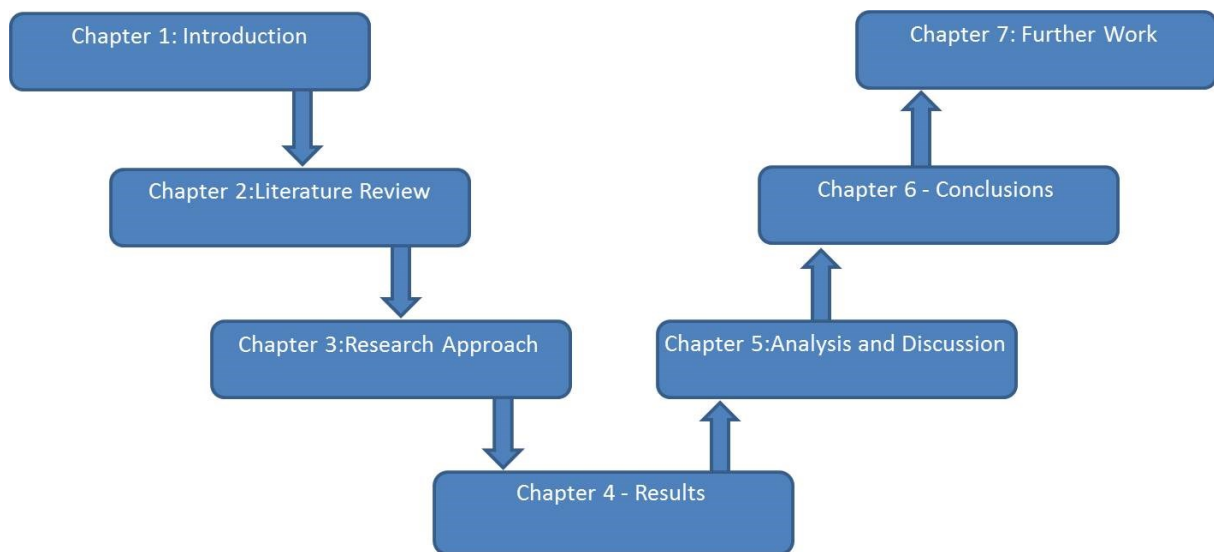 Chapter 1: Introduction
Chapter 2:Literature Review
Chapter 3:Research Approach
Chapter 4 - Results
Chapter 5:Analysis and Discussion
Chapter 6 - Conclusions
Chapter 7: Further Work